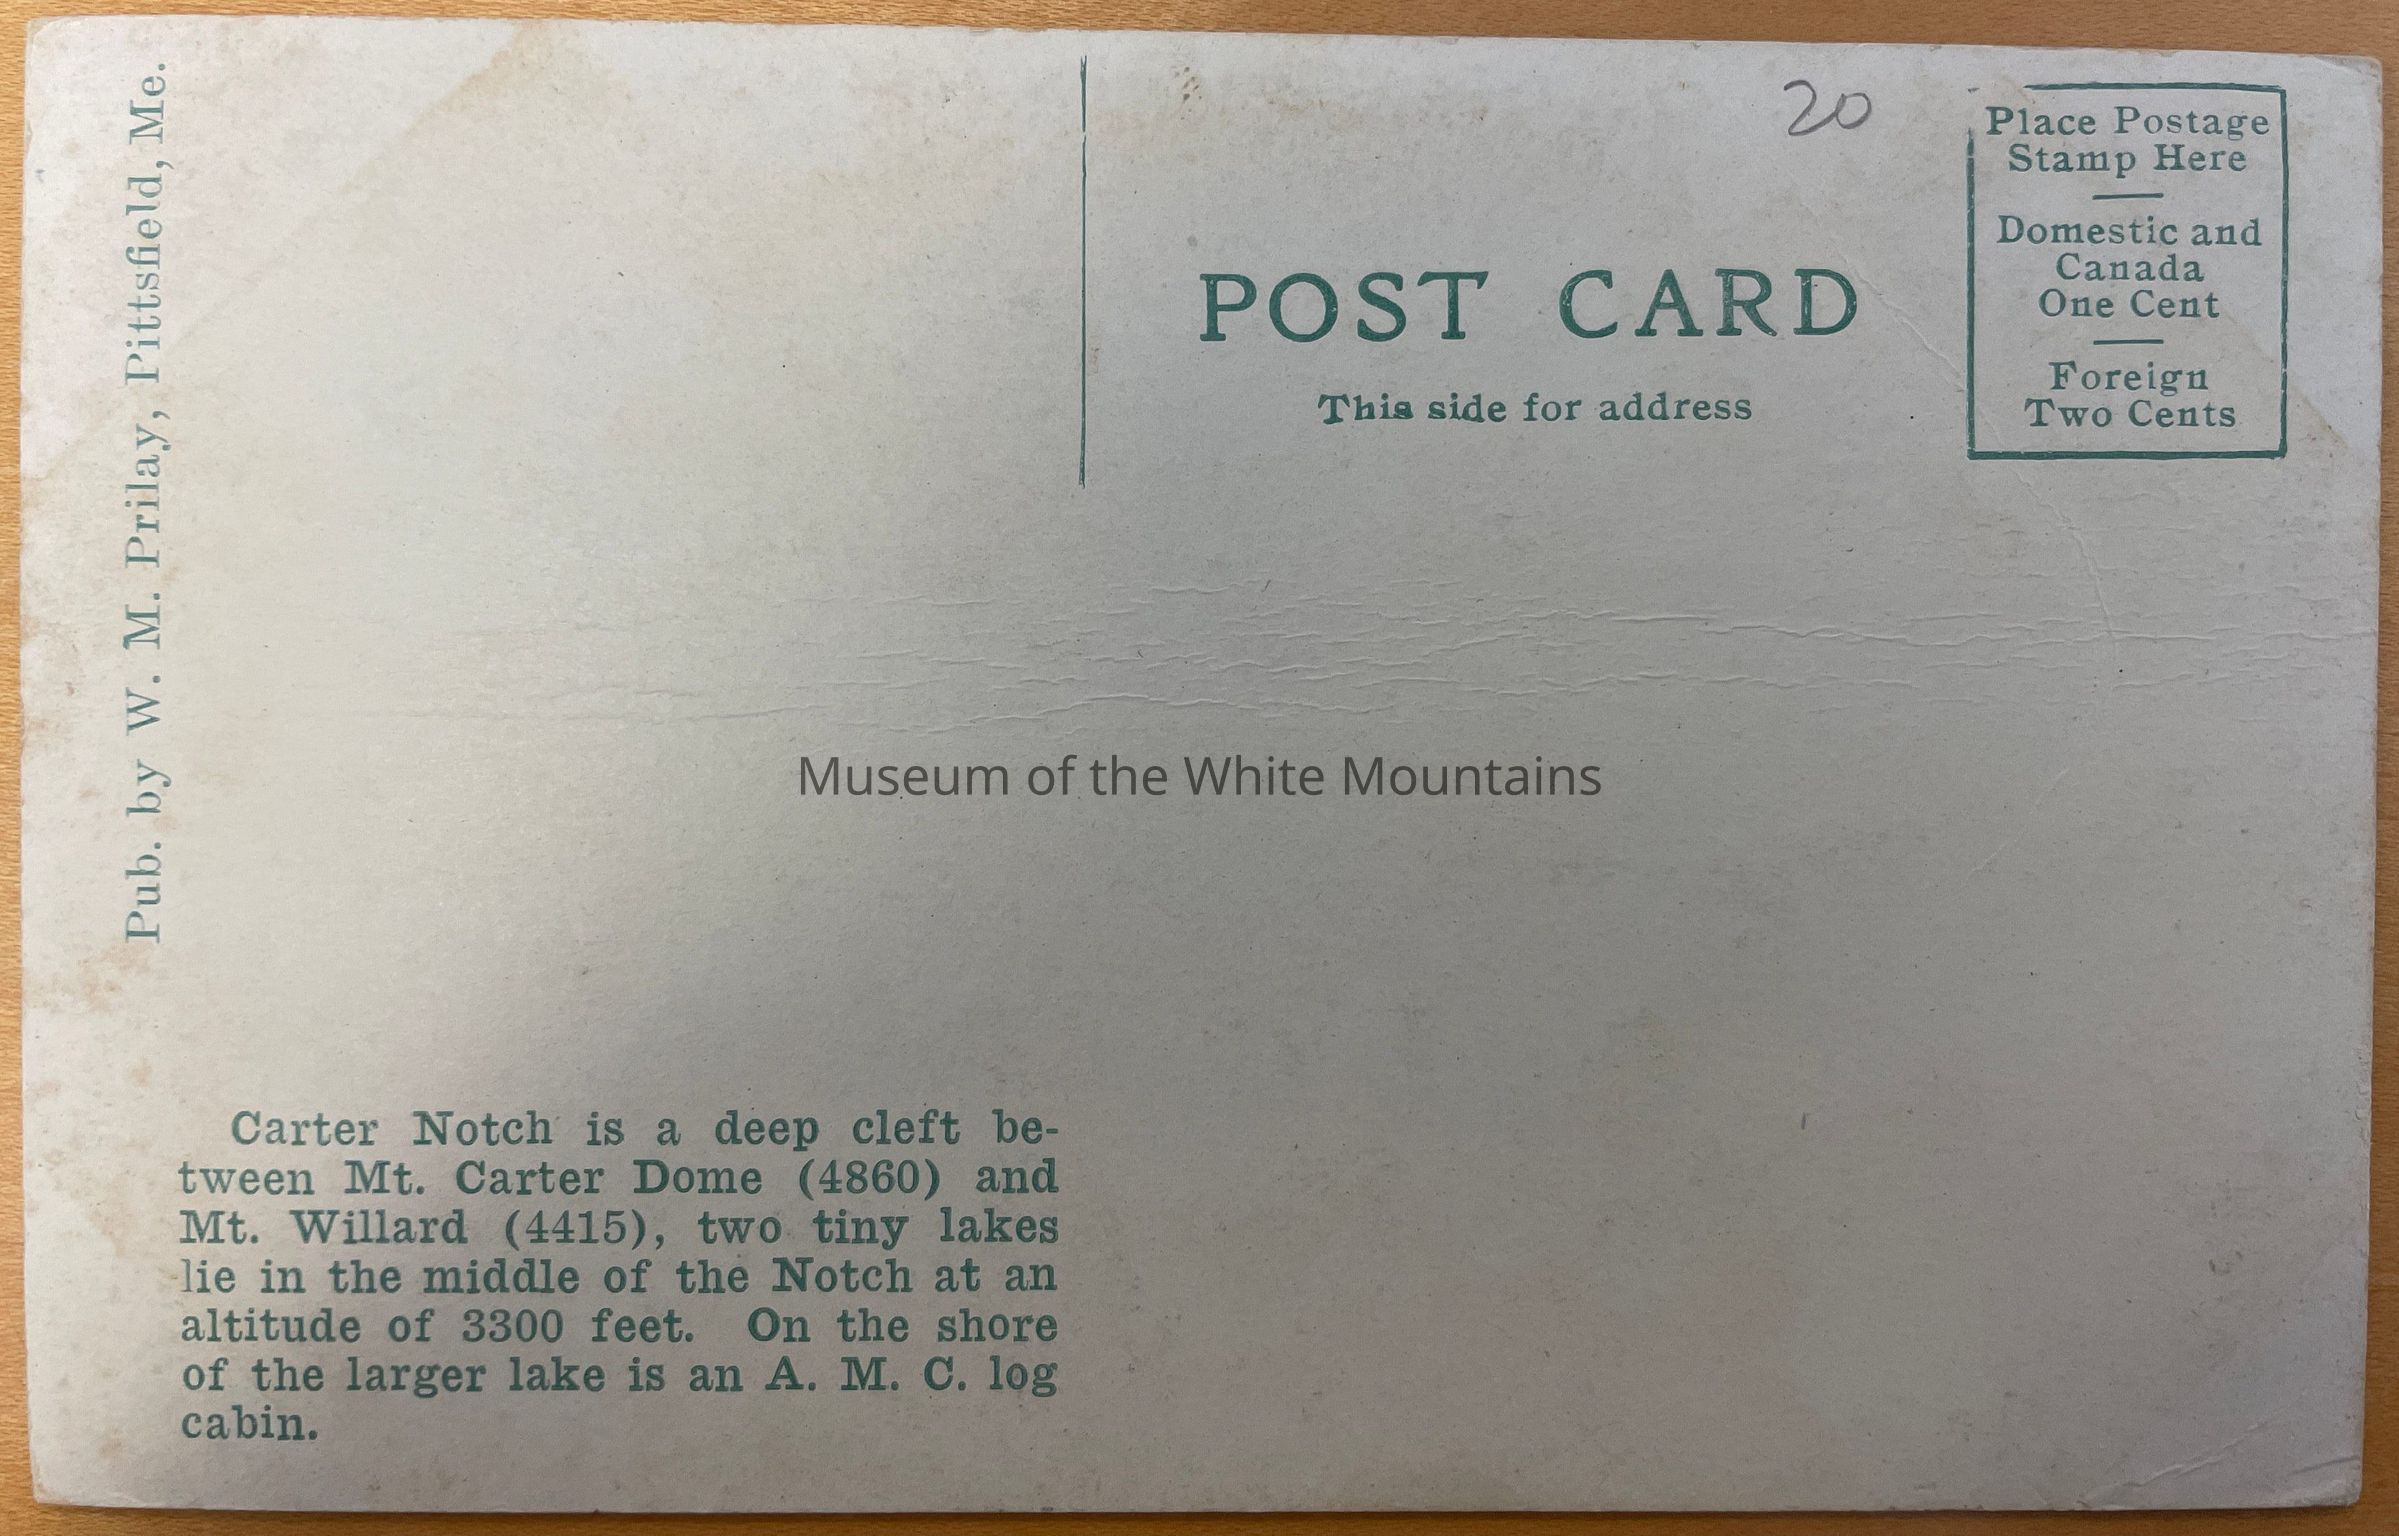 Pub. by W. M. Prilay, Pittsfield, Me.
20
Place Postage
Stamp Here
Domestic and
Canada
One Cent
Foreign
Two Cents
POST CARD
This side for address
Museum of the White Mountains
Carter Notch is a deep cleft be-
tween Mt. Carter Dome (4860) and
Mt. Willard (4415), two tiny lakes
lie in the middle of the Notch at an
altitude of 3300 feet. On the shore
of the larger lake is an A. M. C. log
cabin.